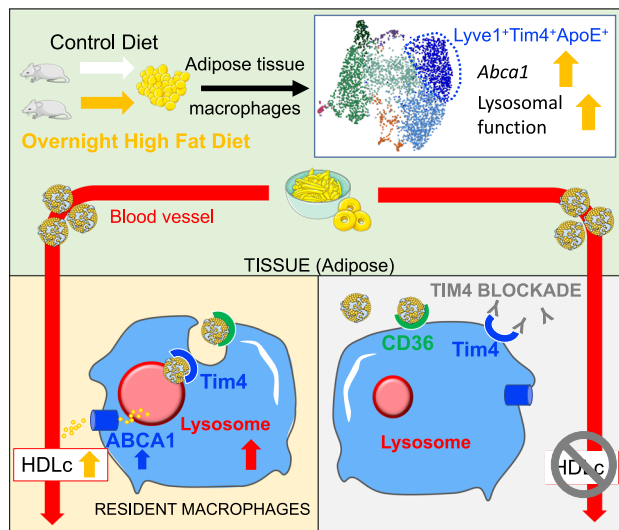 Control Diet
Adipose tissue
macrophages
Overnight High Fat Diet
Lyve1⁺Tim4⁺ApoE⁺
Abca1
Lysosomal
function
Blood vessel
TISSUE (Adipose)
Tim4
Lysosome
ABCA1
HDLc
RESIDENT MACROPHAGES
TIM4 BLOCKADE
CD36
Tim4
Lysosome
HDLc